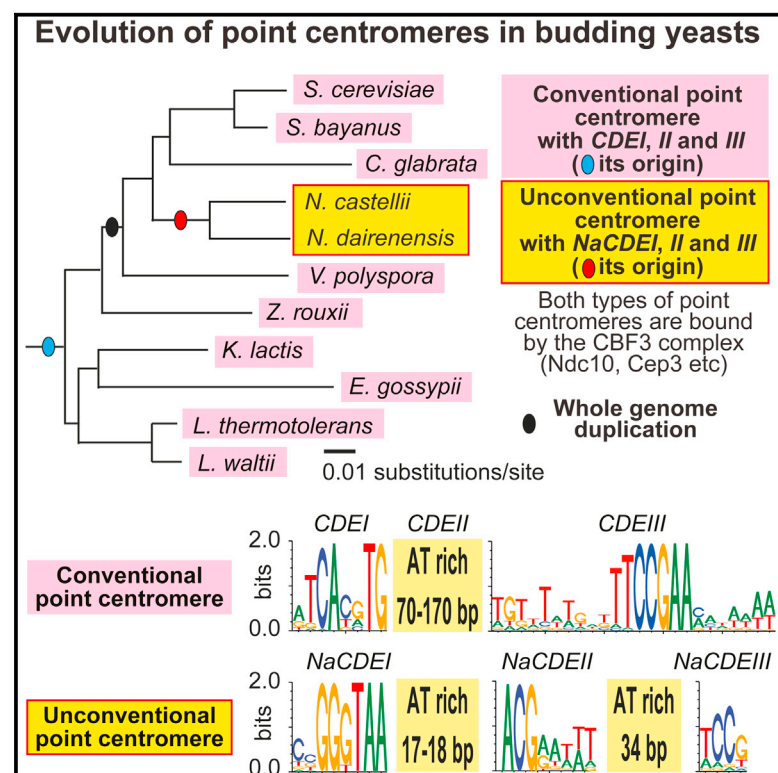 Evolution of point centromeres in budding yeasts
S. cerevisiae
S. bayanus
C. glabrata
N. castellii
N. dairenensis
V. polyspora
Z. rouxii
K. lactis
E. gossypii
L. thermotolerans
L. waltii
0.01 substitutions/site
Conventional point
centromere
with CDEI, II and III
( its origin)
Unconventional point
centromere
with NaCDEI, II and III
( its origin)
Both types of point
centromeres are bound
by the CBF3 complex
(Ndc10, Cep3 etc)
Whole genome
duplication
CDEI
CDEII
CDEIII
Conventional
point centromere
2.0
bits
0.0
AT rich
70-170 bp
NaCDEI
NaCDEII
NaCDEIII
Unconventional
point centromere
2.0
bits
0.0
AT rich
17-18 bp
AT rich
34 bp